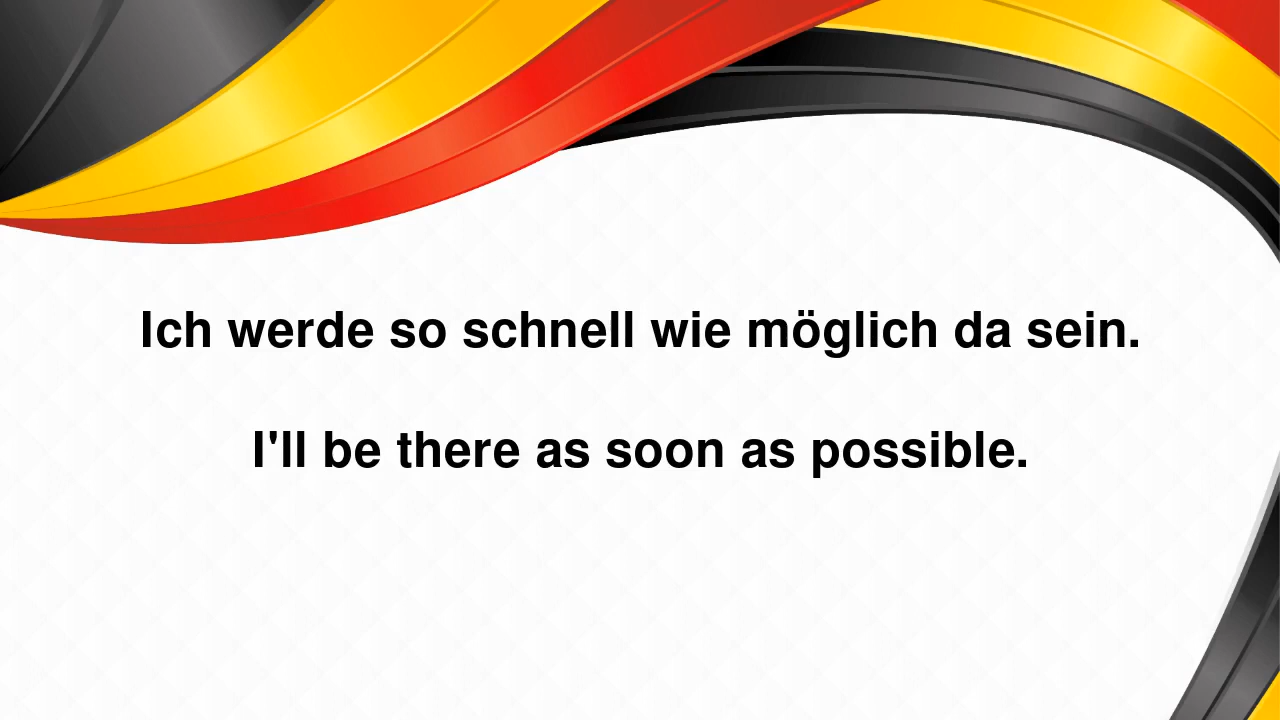 Ich werde so schnell wie möglich da sein.
I'll be there as soon as possible.